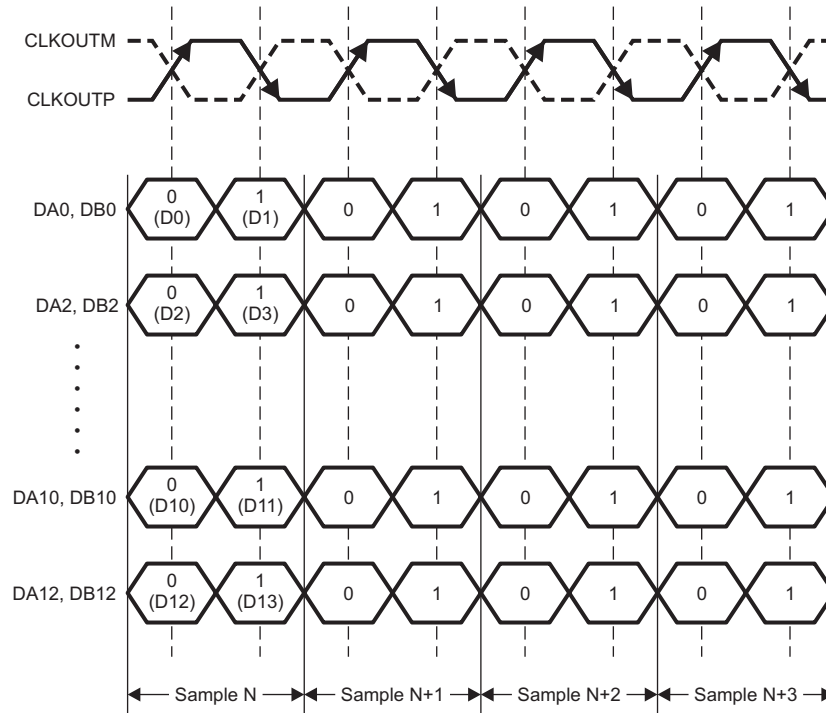 CLKOUTM
CLKOUTP
DA0, DB0
0 (D0) 1 (D1) 0 1 0 1 0 1
DA2, DB2
0 (D2) 1 (D3) 0 1 0 1 0 1
DA10, DB10
0 (D10) 1 (D11) 0 1 0 1 0 1
DA12, DB12
0 (D12) 1 (D13) 0 1 0 1 0 1
Sample N Sample N+1 Sample N+2 Sample N+3